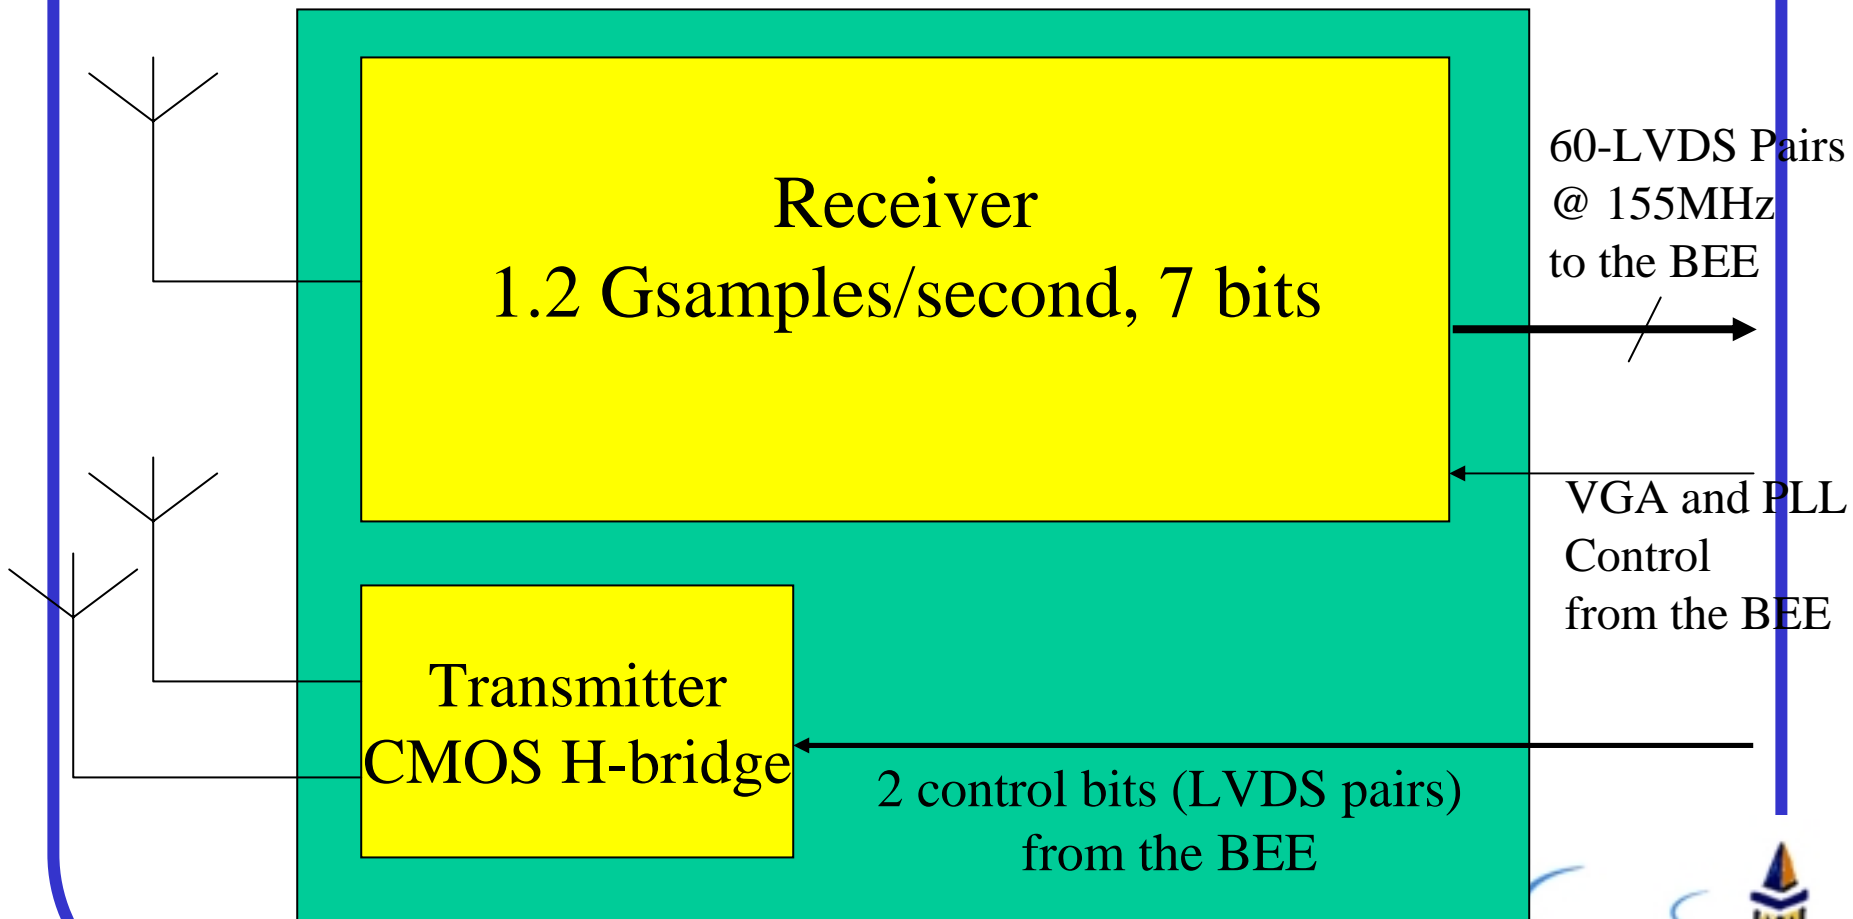 Receiver
1.2 Gsamples/second, 7 bits
60-LVDS Pairs
@ 155MHz
to the BEE
VGA and PLL
Control
from the BEE
Transmitter
CMOS H-bridge
2 control bits (LVDS pairs)
from the BEE